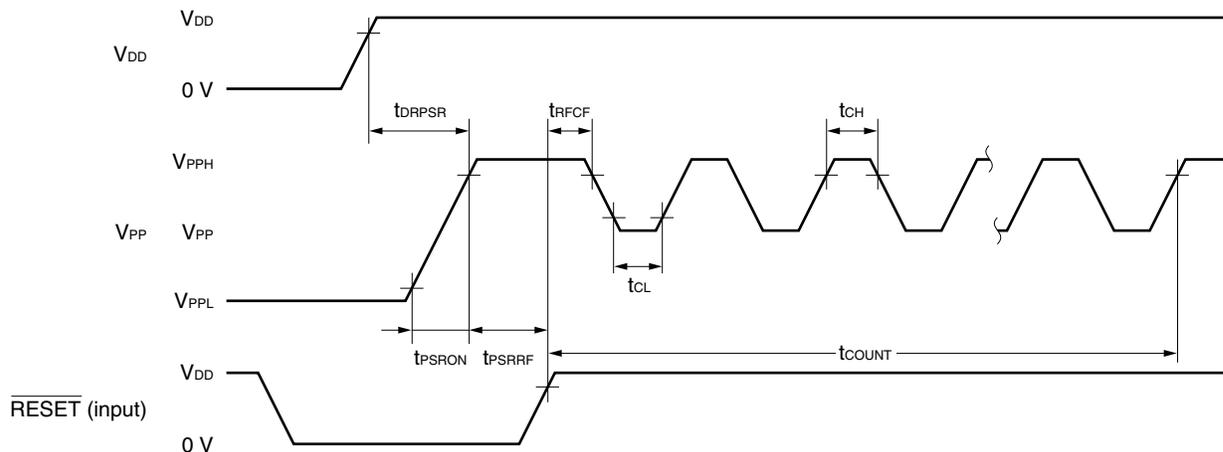 VDD
VDD
0 V
tDRPSR
tRFCF
tCH
VPPH
VPP
VPP
tCL
VPPL
tPSRON
tPSRRF
tCOUNT
VDD
RESET (input)
0 V